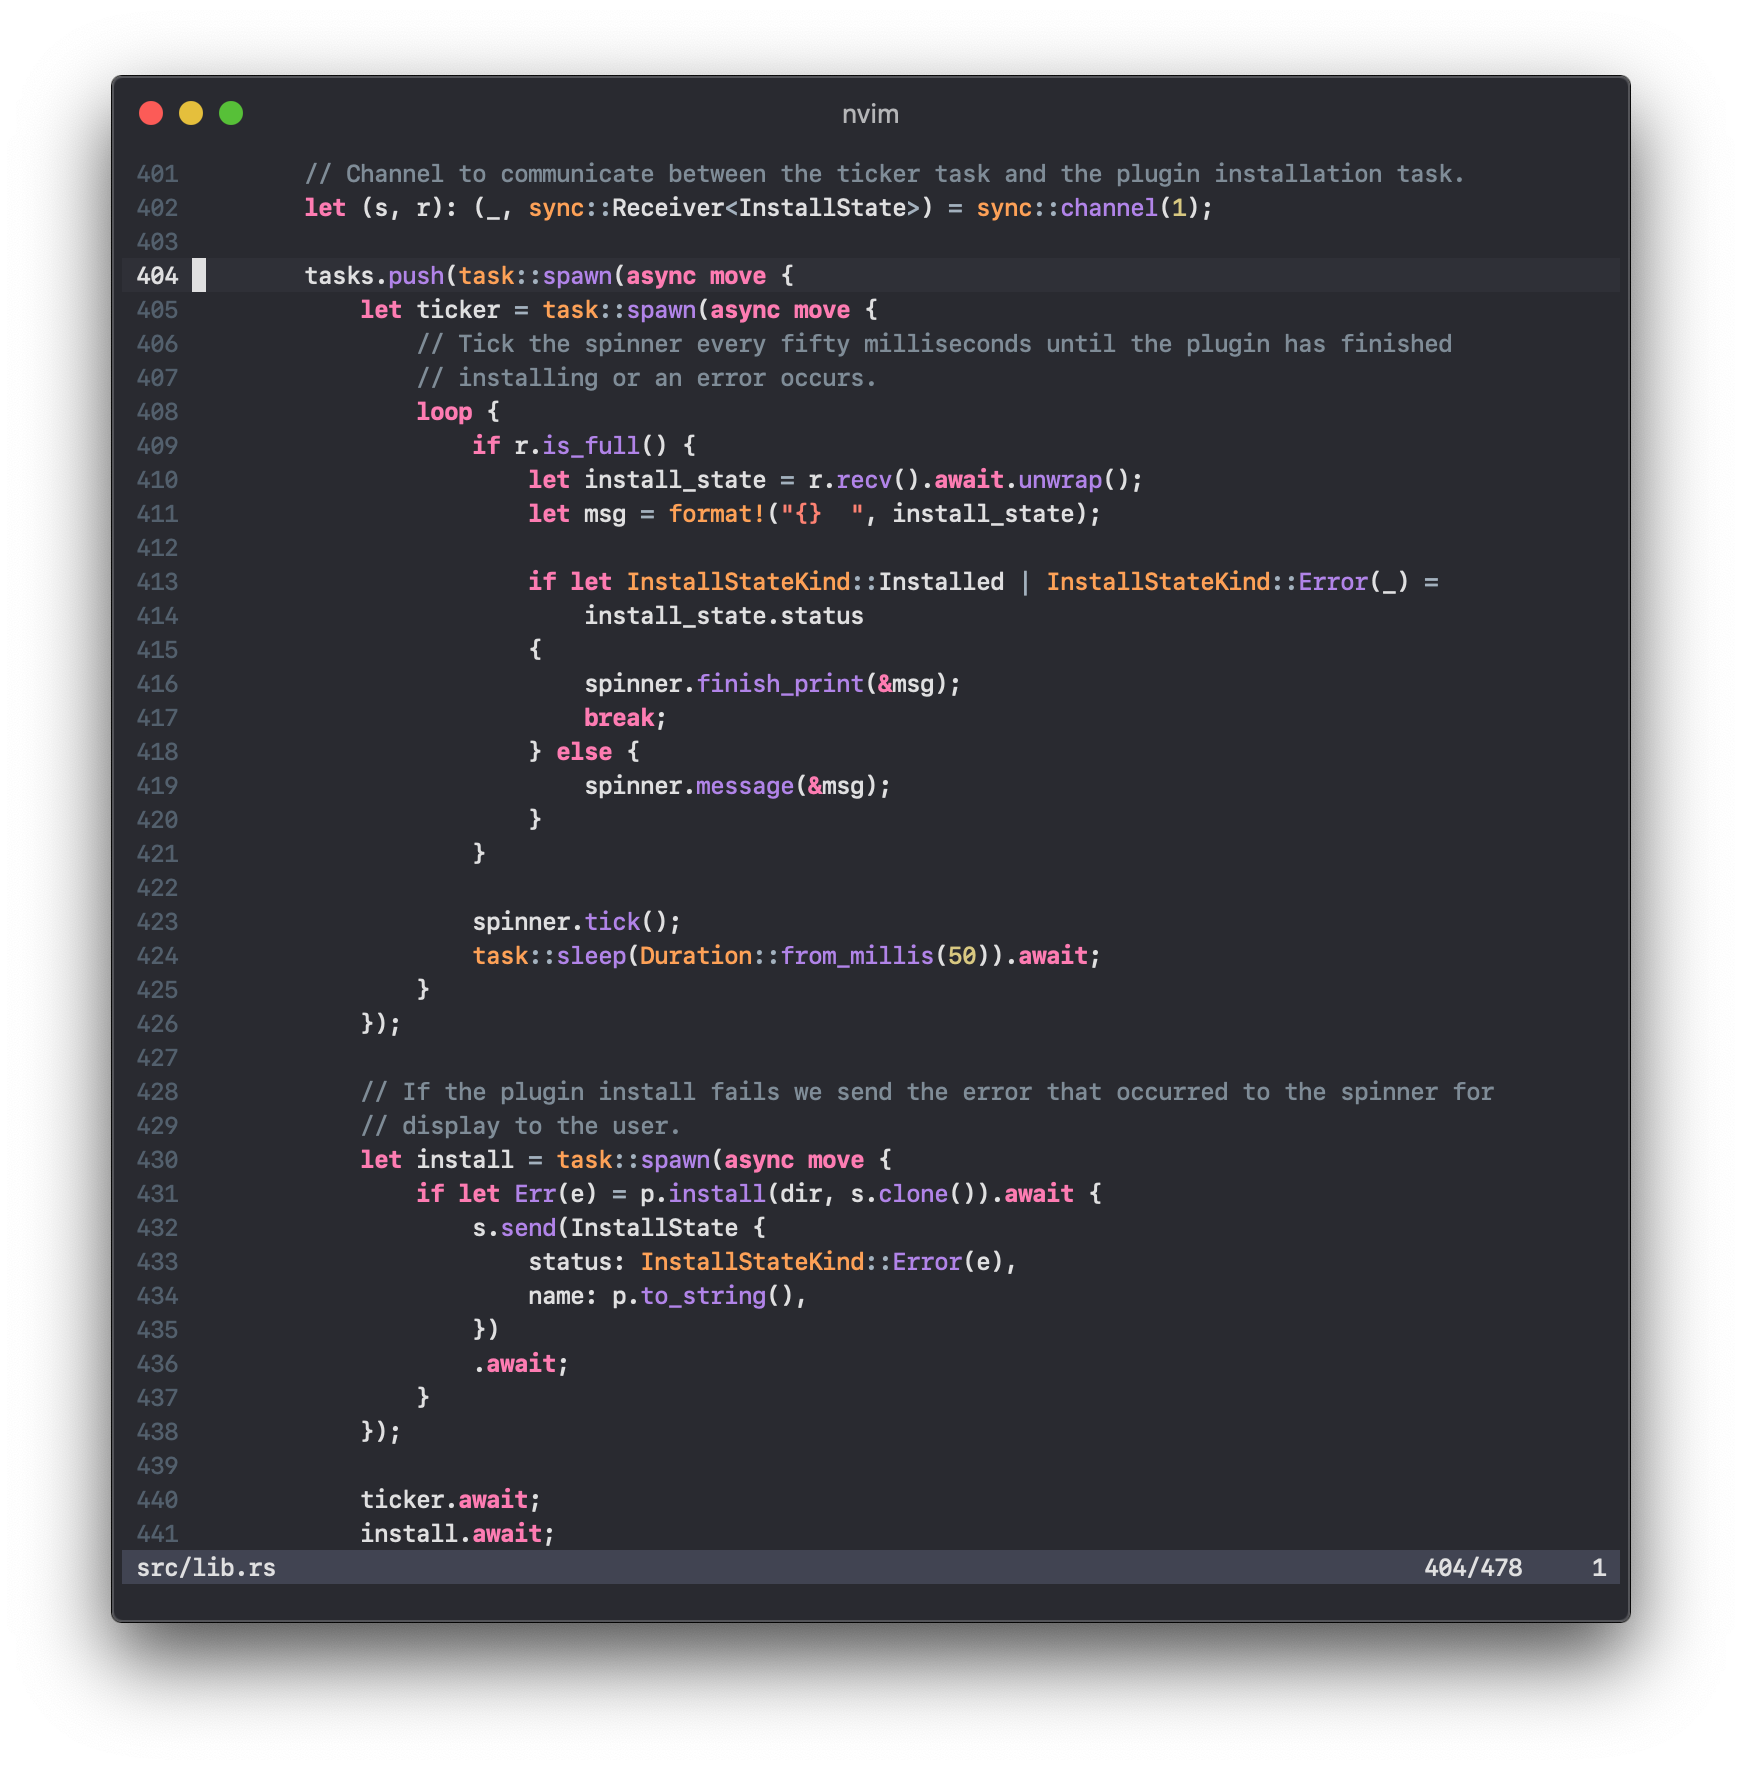 nvim
401         // Channel to communicate between the ticker task and the plugin installation task.
402         let (s, r): (_, sync::Receiver<InstallState>) = sync::channel(1);
403
404         tasks.push(task::spawn(async move {
405             let ticker = task::spawn(async move {
406                 // Tick the spinner every fifty milliseconds until the plugin has finished
407                 // installing or an error occurs.
408                 loop {
409                     if r.is_full() {
410                         let install_state = r.recv().await.unwrap();
411                         let msg = format!("{}  ", install_state);
412
413                         if let InstallStateKind::Installed | InstallStateKind::Error(_) =
414                             install_state.status
415                         {
416                             spinner.finish_print(&msg);
417                             break;
418                         } else {
419                             spinner.message(&msg);
420                         }
421                     }
422
423                     spinner.tick();
424                     task::sleep(Duration::from_millis(50)).await;
425                 }
426             });
427
428             // If the plugin install fails we send the error that occurred to the spinner for
429             // display to the user.
430             let install = task::spawn(async move {
431                 if let Err(e) = p.install(dir, s.clone()).await {
432                     s.send(InstallState {
433                         status: InstallStateKind::Error(e),
434                         name: p.to_string(),
435                     })
436                     .await;
437                 }
438             });
439
440             ticker.await;
441             install.await;
src/lib.rs 404/478 1